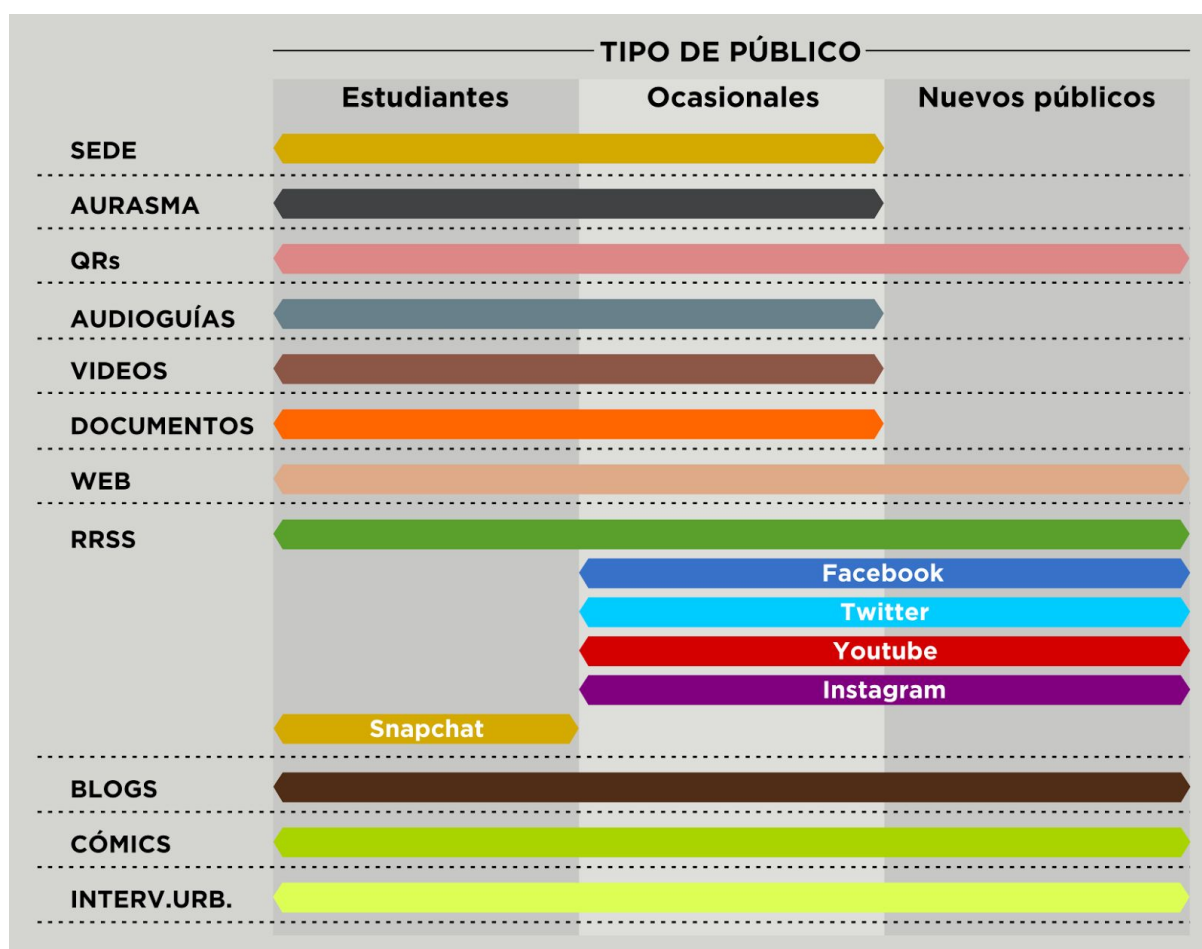 TIPO DE PÚBLICO
Estudiantes Ocasionales Nuevos públicos
SEDE
AURASMA
QRs
AUDIOGUÍAS
VIDEOS
DOCUMENTOS
WEB
RRSS
Facebook
Twitter
Youtube
Instagram
Snapchat
BLOGS
CÓMICS
INTERV.URB.